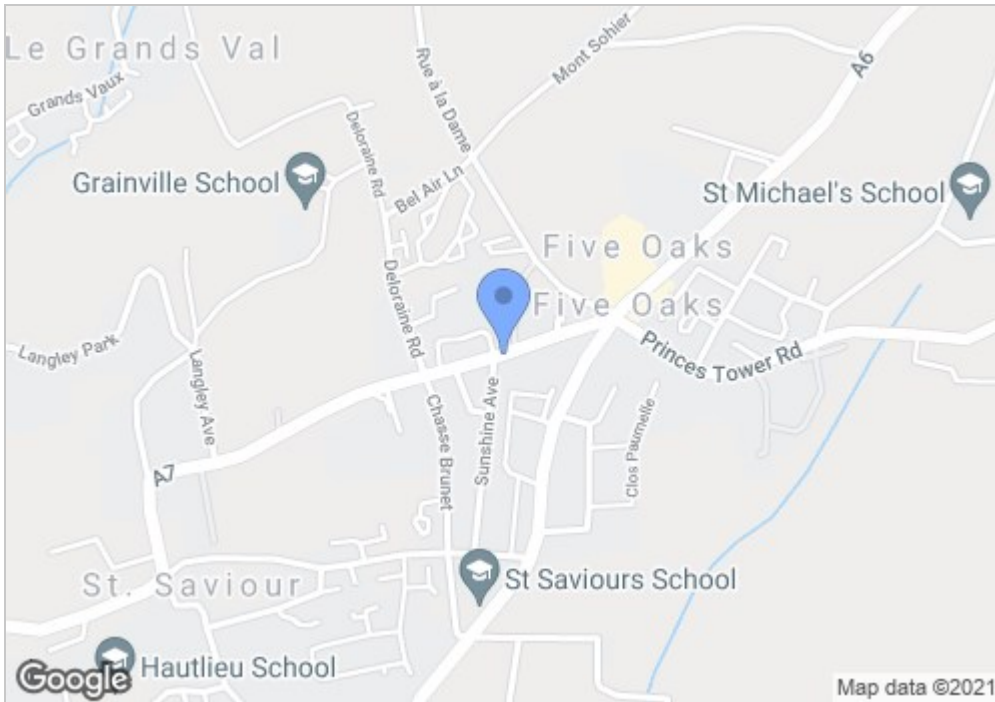 Le Grands Val
Grands Vaux
Rue à la Dame
Mont Sohier
A6
Deloraine Rd
Grainville School
Bel Air Ln
St Michael's School
Five Oaks
Deloraine Rd
Five Oaks
Langley Park
Langley Ave
Princes Tower Rd
Sunshine Ave
Chasse Brunet
Clos Paumelle
A7
St. Saviour
St Saviours School
Hautlieu School
Google
Map data ©2021